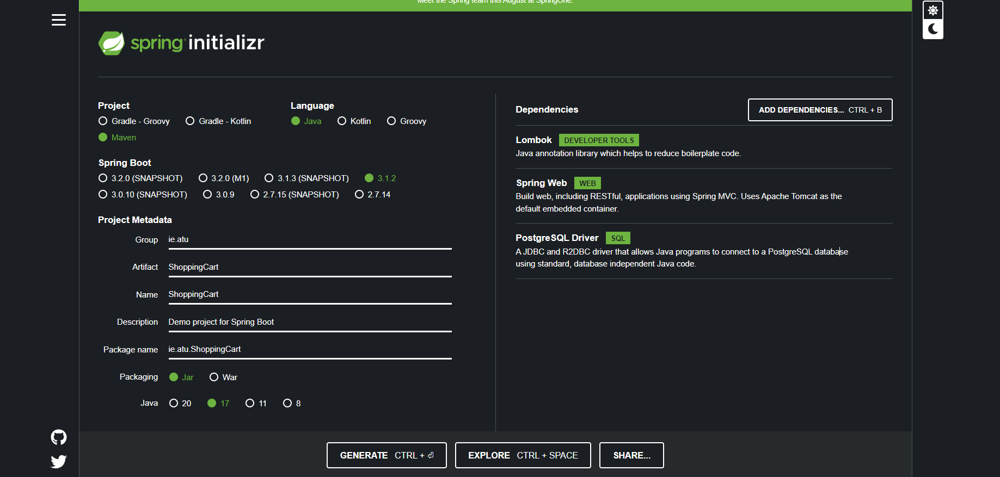 Meet the Spring team this August at SpringOne.
spring initializr
Project
Gradle - Groovy Gradle - Kotlin
Maven
Language
Java Kotlin Groovy
Spring Boot
3.2.0 (SNAPSHOT) 3.2.0 (M1) 3.1.3 (SNAPSHOT) 3.1.2
3.0.10 (SNAPSHOT) 3.0.9 2.7.15 (SNAPSHOT) 2.7.14
Project Metadata
Group ie.atu
Artifact ShoppingCart
Name ShoppingCart
Description Demo project for Spring Boot
Package name ie.atu.ShoppingCart
Packaging Jar War
Java 20 17 11 8
Dependencies
ADD DEPENDENCIES... CTRL + B
Lombok DEVELOPER TOOLS
Java annotation library which helps to reduce boilerplate code.
Spring Web WEB
Build web, including RESTful, applications using Spring MVC. Uses Apache Tomcat as the
default embedded container.
PostgreSQL Driver SQL
A JDBC and R2DBC driver that allows Java programs to connect to a PostgreSQL database
using standard, database independent Java code.
GENERATE CTRL + ⏎
EXPLORE CTRL + SPACE
SHARE...